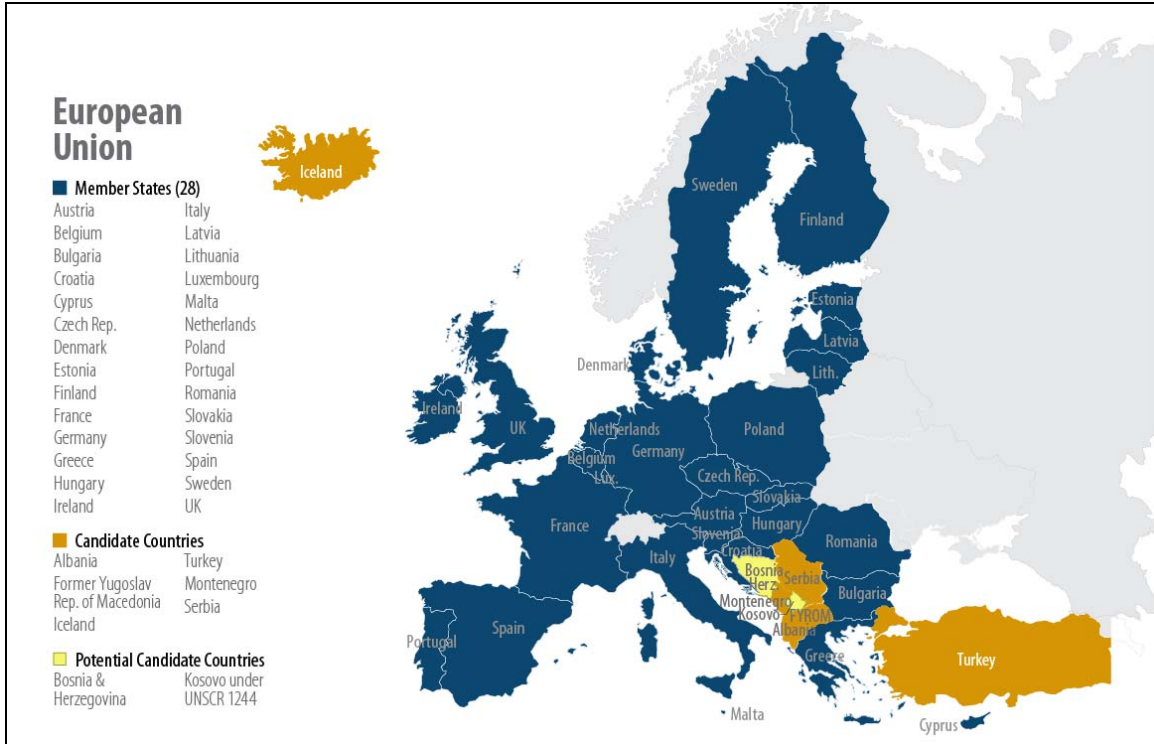 European
Union
Member States (28)
Austria
Belgium
Bulgaria
Croatia
Cyprus
Czech Rep.
Denmark
Estonia
Finland
France
Germany
Greece
Hungary
Ireland
Italy
Latvia
Lithuania
Luxembourg
Malta
Netherlands
Poland
Portugal
Romania
Slovakia
Slovenia
Spain
Sweden
UK
Candidate Countries
Albania
Former Yugoslav
Rep. of Macedonia
Iceland
Turkey
Montenegro
Serbia
Potential Candidate Countries
Bosnia &
Herzegovina
Kosovo under
UNSCR 1244
Iceland
Sweden
Finland
Estonia
Latvia
Lith.
Denmark
Ireland
UK
Netherlands
Belgium
Lux.
Germany
Poland
Czech Rep.
Slovakia
Austria
Hungary
Slovenia
France
Italy
Croatia
Romania
Bosnia
Herz.
Serbia
Bulgaria
Montenegro
Kosovo
FYROM
Albania
Portugal
Spain
Greeze
Turkey
Malta
Cyprus